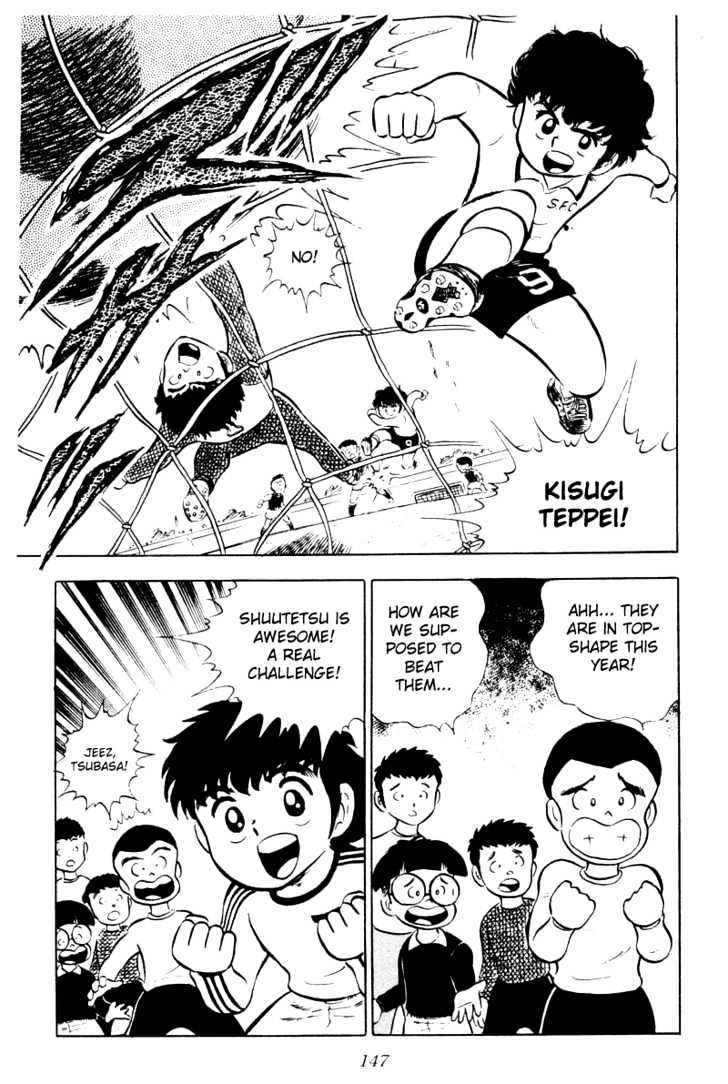 S.F.C
NO!
9
KISUGI
TEPPEI!
AHH... THEY
ARE IN TOP-
SHAPE THIS
YEAR!
HOW ARE
WE SUP-
POSED TO
BEAT
THEM...
SHUUTETSU IS
AWESOME!
A REAL
CHALLENGE!
JEEZ,
TSUBASA!
147